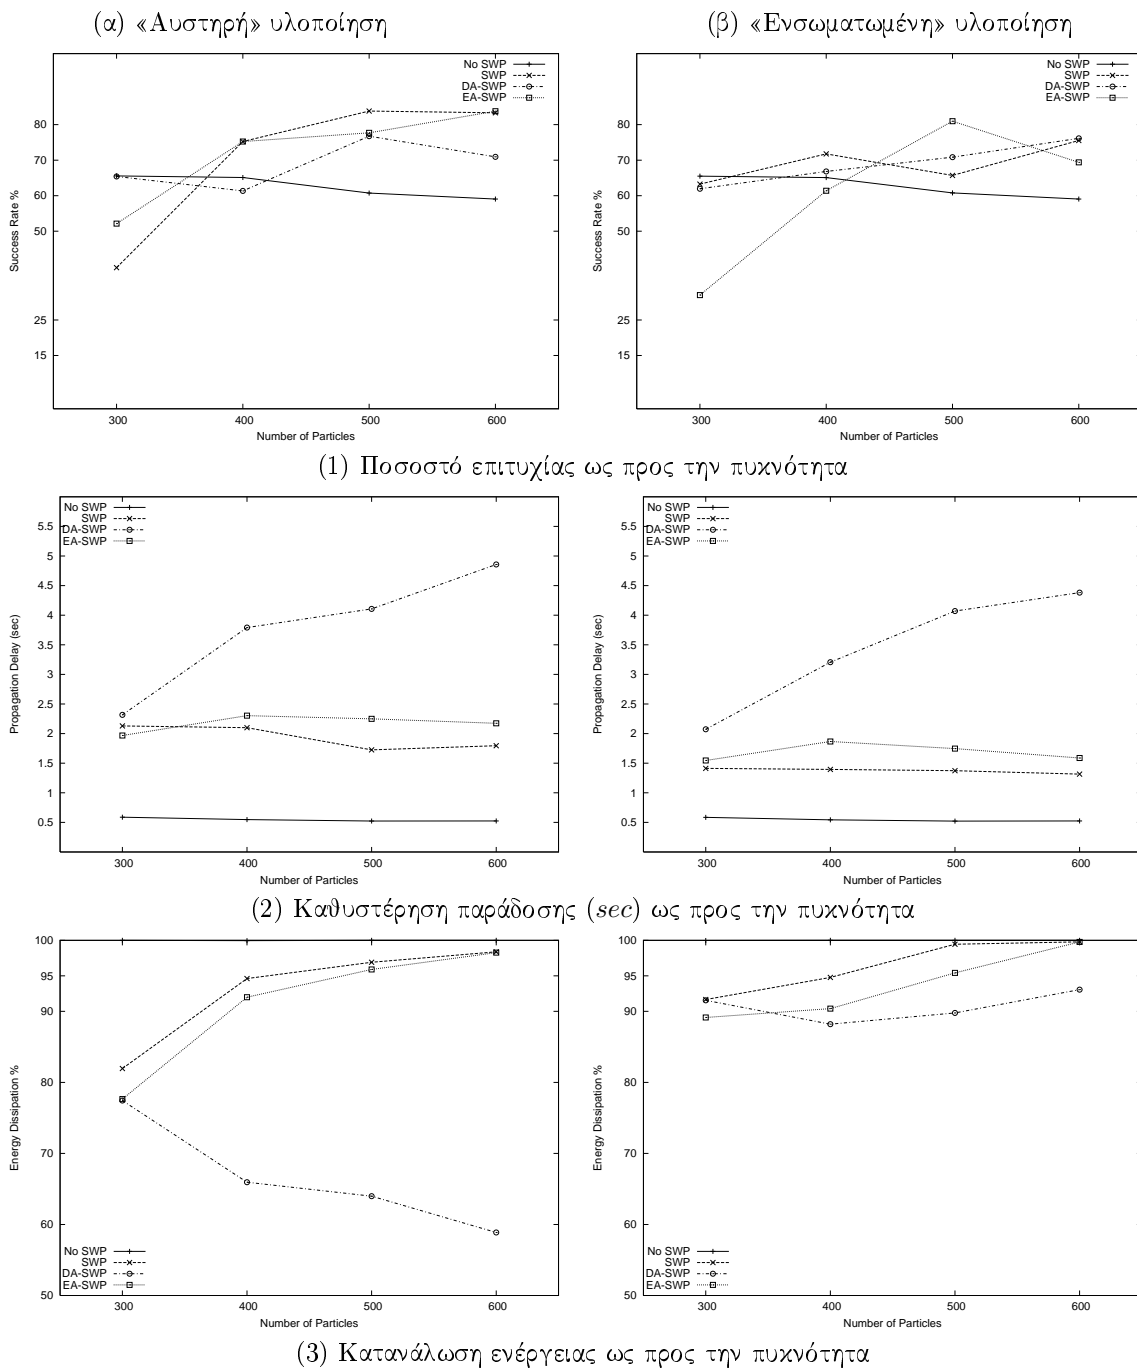 (α) «Αυστηρή» υλοποίηση
(β) «Ενσωματωμένη» υλοποίηση
No SWP
SWP
DA-SWP
EA-SWP
80
70
60
50
25
15
Success Rate %
300 400 500 600
Number of Particles
No SWP
SWP
DA-SWP
EA-SWP
80
70
60
50
25
15
Success Rate %
300 400 500 600
Number of Particles
(1) Ποσοστό επιτυχίας ως προς την πυκνότητα
No SWP
SWP
DA-SWP
EA-SWP
5.5
5
4.5
4
3.5
3
2.5
2
1.5
1
0.5
Propagation Delay (sec)
300 400 500 600
Number of Particles
No SWP
SWP
DA-SWP
EA-SWP
5.5
5
4.5
4
3.5
3
2.5
2
1.5
1
0.5
Propagation Delay (sec)
300 400 500 600
Number of Particles
(2) Καθυστέρηση παράδοσης (sec) ως προς την πυκνότητα
100
95
90
80
70
60
50
Energy Dissipation %
No SWP
SWP
DA-SWP
EA-SWP
300 400 500 600
Number of Particles
100
95
90
80
70
60
50
Energy Dissipation %
No SWP
SWP
DA-SWP
EA-SWP
300 400 500 600
Number of Particles
(3) Κατανάλωση ενέργειας ως προς την πυκνότητα